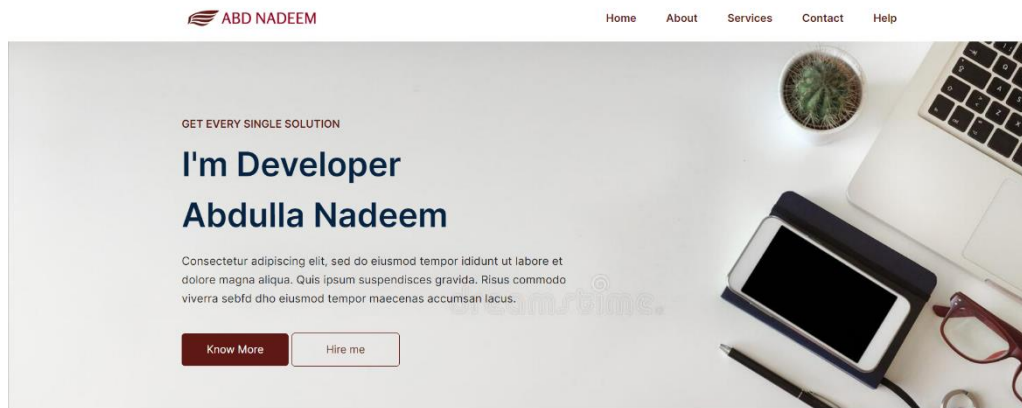 ABD NADEEM
Home About Services Contact Help
GET EVERY SINGLE SOLUTION
I'm Developer
Abdulla Nadeem
Consectetur adipiscing elit, sed do eiusmod tempor ididunt ut labore et
dolore magna aliqua. Quis ipsum suspendisces gravida. Risus commodo
viverra sebfd dho eiusmod tempor maecenas accumsan lacus.
dreamstime.
Know More Hire me